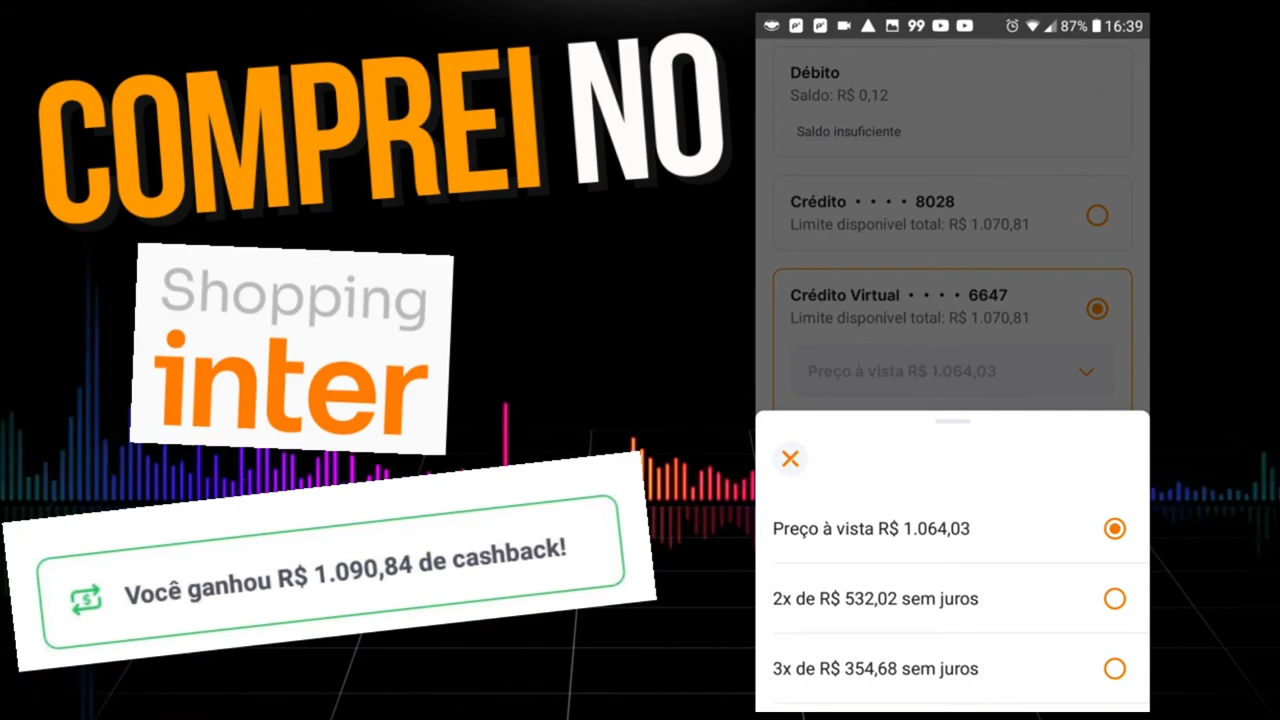 COMPREI NO
Shopping
inter
Você ganhou R$ 1.090,84 de cashback!
99
87% 16:39
Débito
Saldo: R$ 0,12
Saldo insuficiente
Crédito • • • • 8028
Limite disponível total: R$ 1.070,81
Crédito Virtual • • • • 6647
Limite disponível total: R$ 1.070,81
Preço à vista R$ 1.064,03
Preço à vista R$ 1.064,03
2x de R$ 532,02 sem juros
3x de R$ 354,68 sem juros